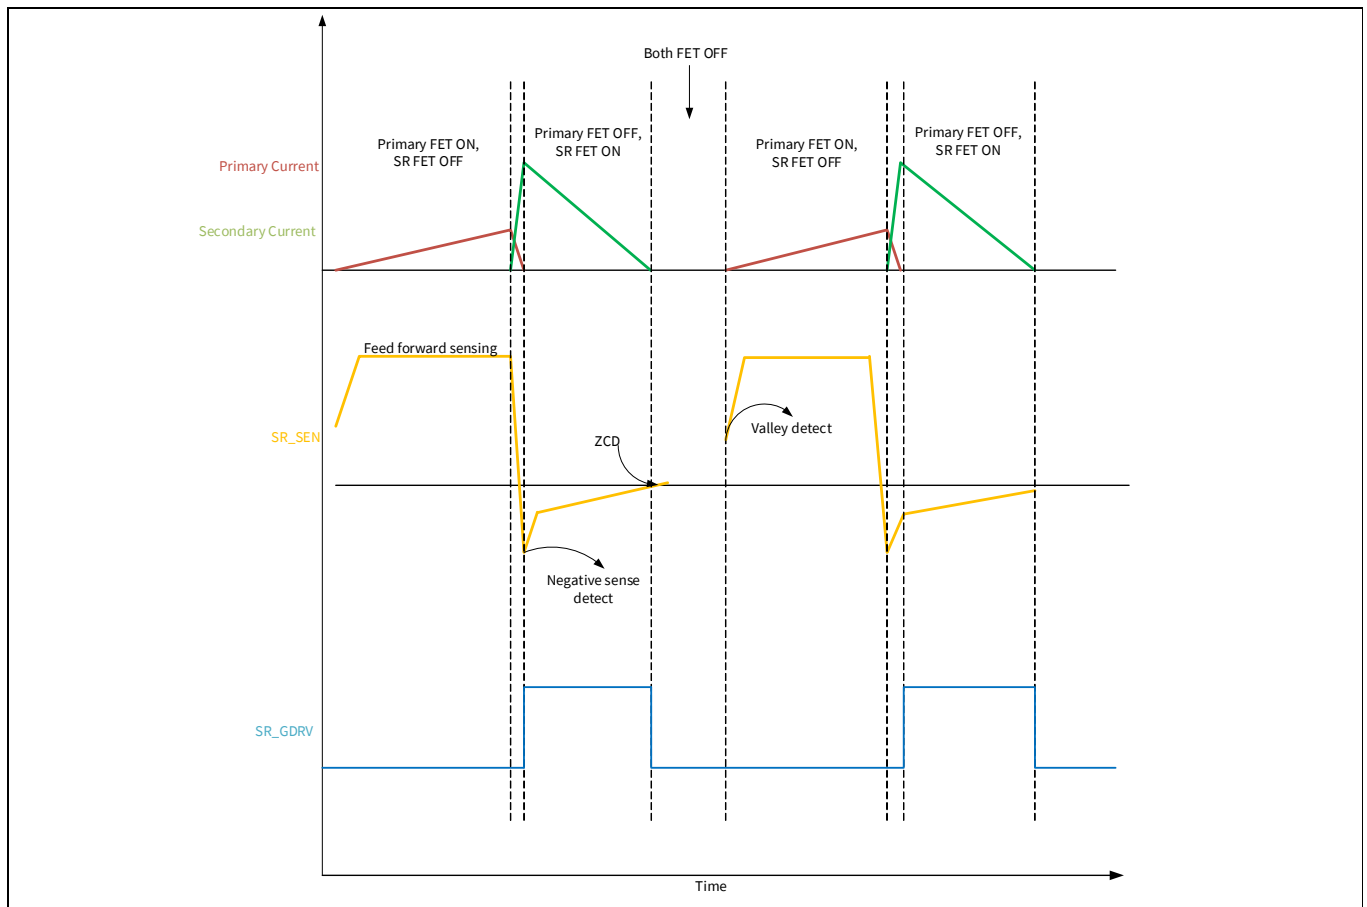 Both FET OFF
Primary FET ON,
SR FET OFF
Primary FET OFF,
SR FET ON
Primary FET ON,
SR FET OFF
Primary FET OFF,
SR FET ON
Primary Current
Secondary Current
Feed forward sensing
SR_SEN
ZCD
Valley detect
Negative sense
detect
SR_GDRV
Time